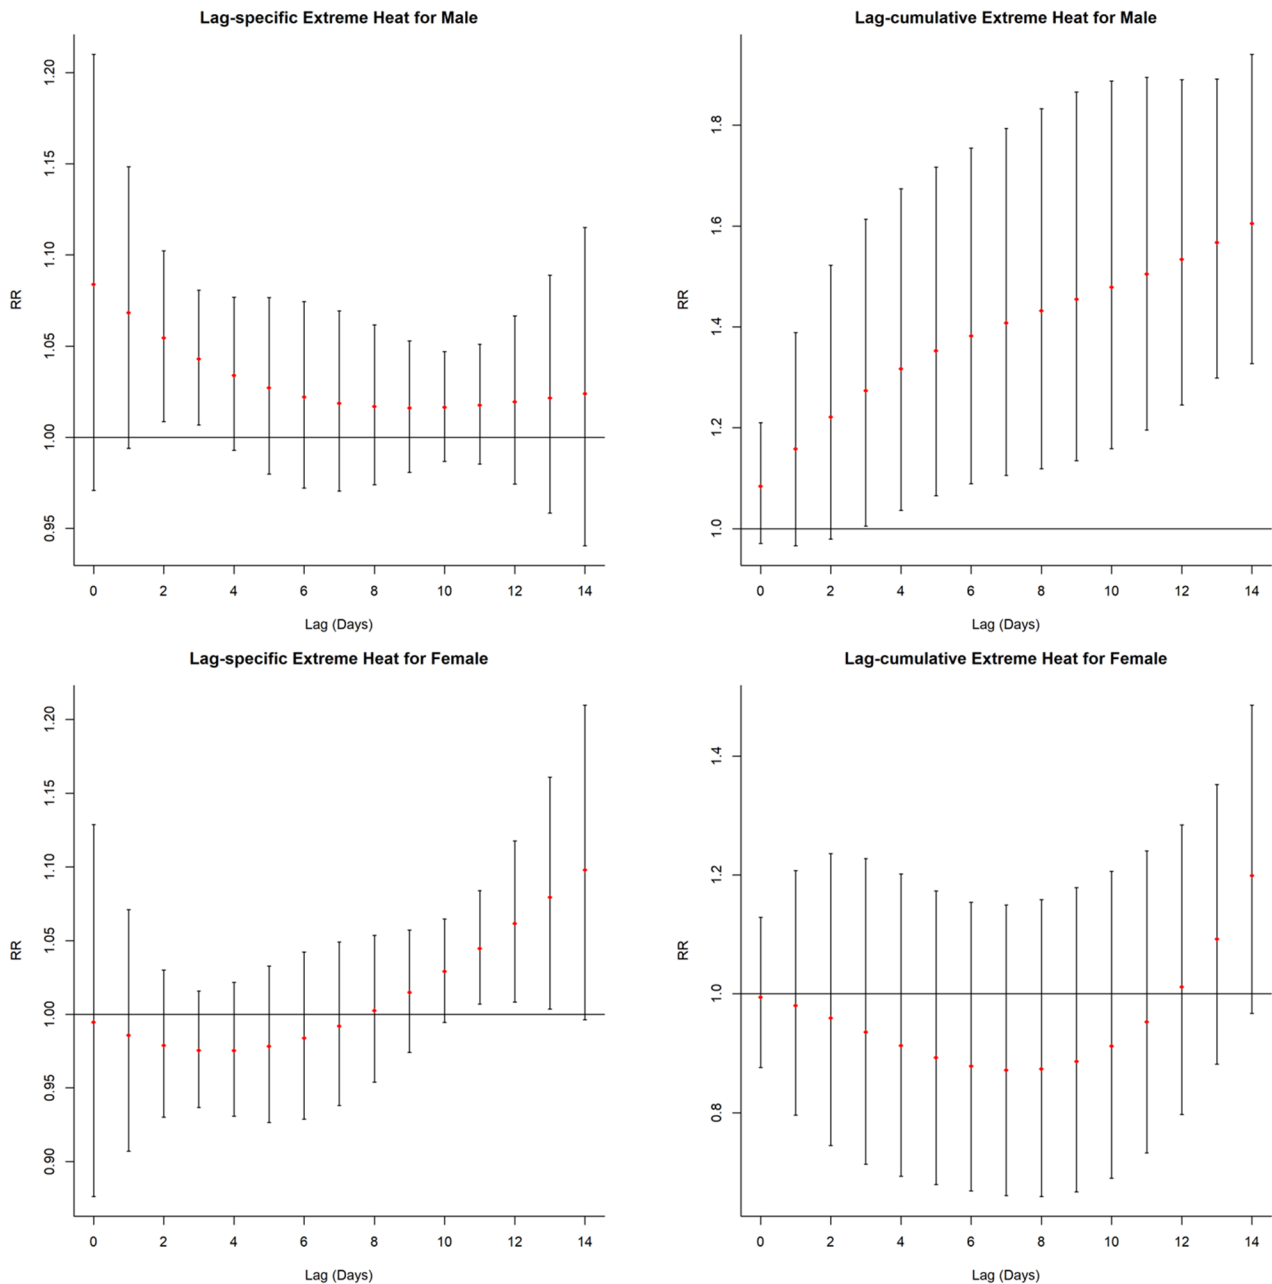 Lag-specific Extreme Heat for Male
RR
1.20
1.15
1.10
1.05
1.00
0.95
0 2 4 6 8 10 12 14
Lag (Days)
Lag-cumulative Extreme Heat for Male
RR
1.8
1.6
1.4
1.2
1.0
0 2 4 6 8 10 12 14
Lag (Days)
Lag-specific Extreme Heat for Female
RR
1.20
1.15
1.10
1.05
1.00
0.95
0.90
0 2 4 6 8 10 12 14
Lag (Days)
Lag-cumulative Extreme Heat for Female
RR
1.4
1.2
1.0
0.8
0 2 4 6 8 10 12 14
Lag (Days)